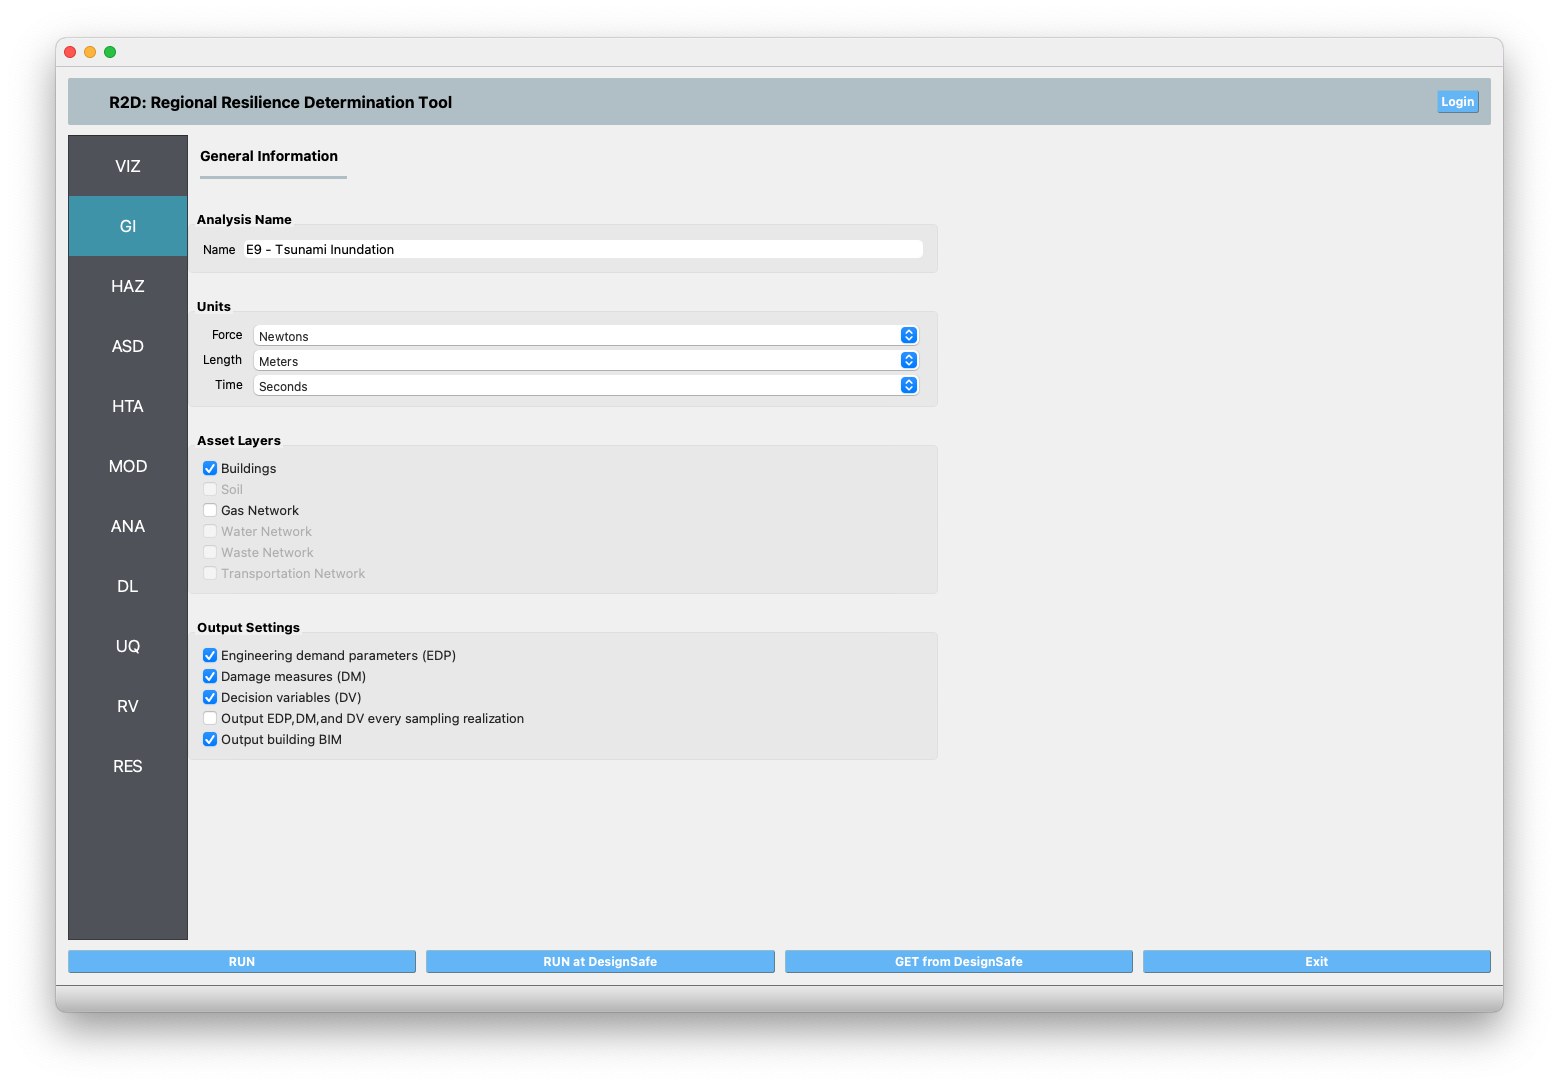 R2D: Regional Resilience Determination Tool
Login
VIZ
GI
HAZ
ASD
HTA
MOD
ANA
DL
UQ
RV
RES
General Information
Analysis Name
Name E9 - Tsunami Inundation
Units
Force Newtons
Length Meters
Time Seconds
Asset Layers
Buildings
Soil
Gas Network
Water Network
Waste Network
Transportation Network
Output Settings
Engineering demand parameters (EDP)
Damage measures (DM)
Decision variables (DV)
Output EDP,DM,and DV every sampling realization
Output building BIM
RUN
RUN at DesignSafe
GET from DesignSafe
Exit